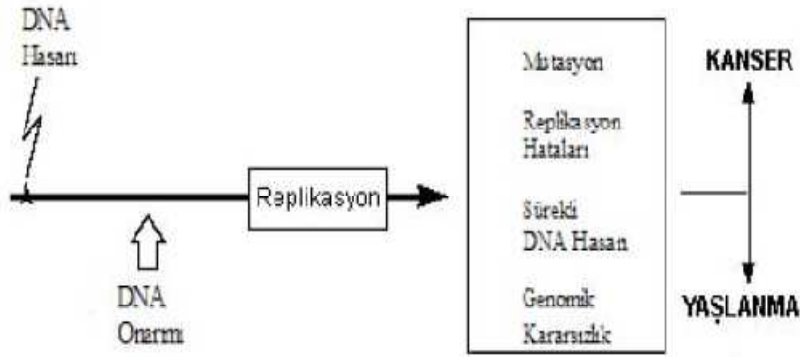 DNA
Hasarı
DNA
Onarımı
Replikasyon
Mutasyon
Replikasyon
Hataları
Sürekli
DNA Hasarı
Genomik
Kararsızlık
KANSER
YAŞLANMA